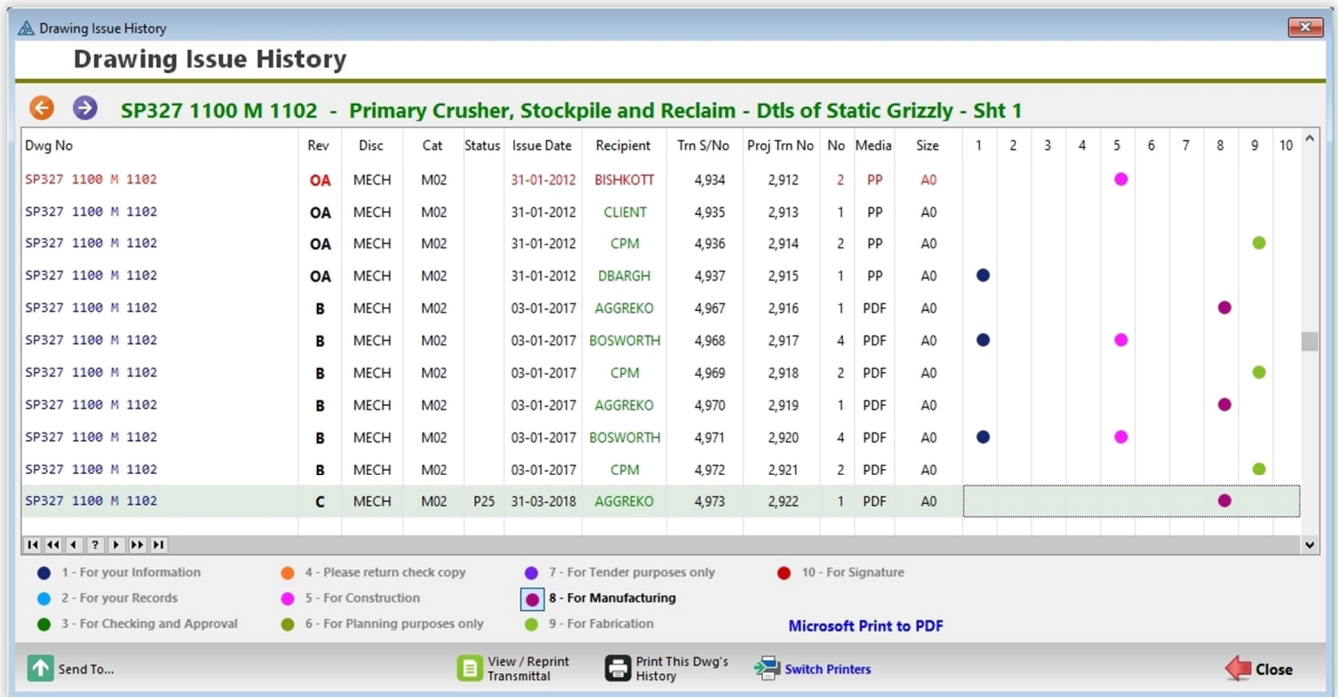 Drawing Issue History
Drawing Issue History
SP327 1100 M 1102 - Primary Crusher, Stockpile and Reclaim - Dtls of Static Grizzly - Sht 1
Dwg No Rev Disc Cat Status Issue Date Recipient Trn S/No Proj Trn No No Media Size 1 2 3 4 5 6 7 8 9 10
SP327 1100 M 1102 OA MECH M02 31-01-2012 BISHKOTT 4,934 2,912 2 PP A0
SP327 1100 M 1102 OA MECH M02 31-01-2012 CLIENT 4,935 2,913 1 PP A0
SP327 1100 M 1102 OA MECH M02 31-01-2012 CPM 4,936 2,914 2 PP A0
SP327 1100 M 1102 OA MECH M02 31-01-2012 DBARGH 4,937 2,915 1 PP A0
SP327 1100 M 1102 B MECH M02 03-01-2017 AGGREKO 4,967 2,916 1 PDF A0
SP327 1100 M 1102 B MECH M02 03-01-2017 BOSWORTH 4,968 2,917 4 PDF A0
SP327 1100 M 1102 B MECH M02 03-01-2017 CPM 4,969 2,918 2 PDF A0
SP327 1100 M 1102 B MECH M02 03-01-2017 AGGREKO 4,970 2,919 1 PDF A0
SP327 1100 M 1102 B MECH M02 03-01-2017 BOSWORTH 4,971 2,920 4 PDF A0
SP327 1100 M 1102 B MECH M02 03-01-2017 CPM 4,972 2,921 2 PDF A0
SP327 1100 M 1102 C MECH M02 P25 31-03-2018 AGGREKO 4,973 2,922 1 PDF A0
?
1 - For your Information 4 - Please return check copy 7 - For Tender purposes only 10 - For Signature
2 - For your Records 5 - For Construction 8 - For Manufacturing
3 - For Checking and Approval 6 - For Planning purposes only 9 - For Fabrication Microsoft Print to PDF
Send To... View / Reprint Transmittal Print This Dwg's History Switch Printers Close